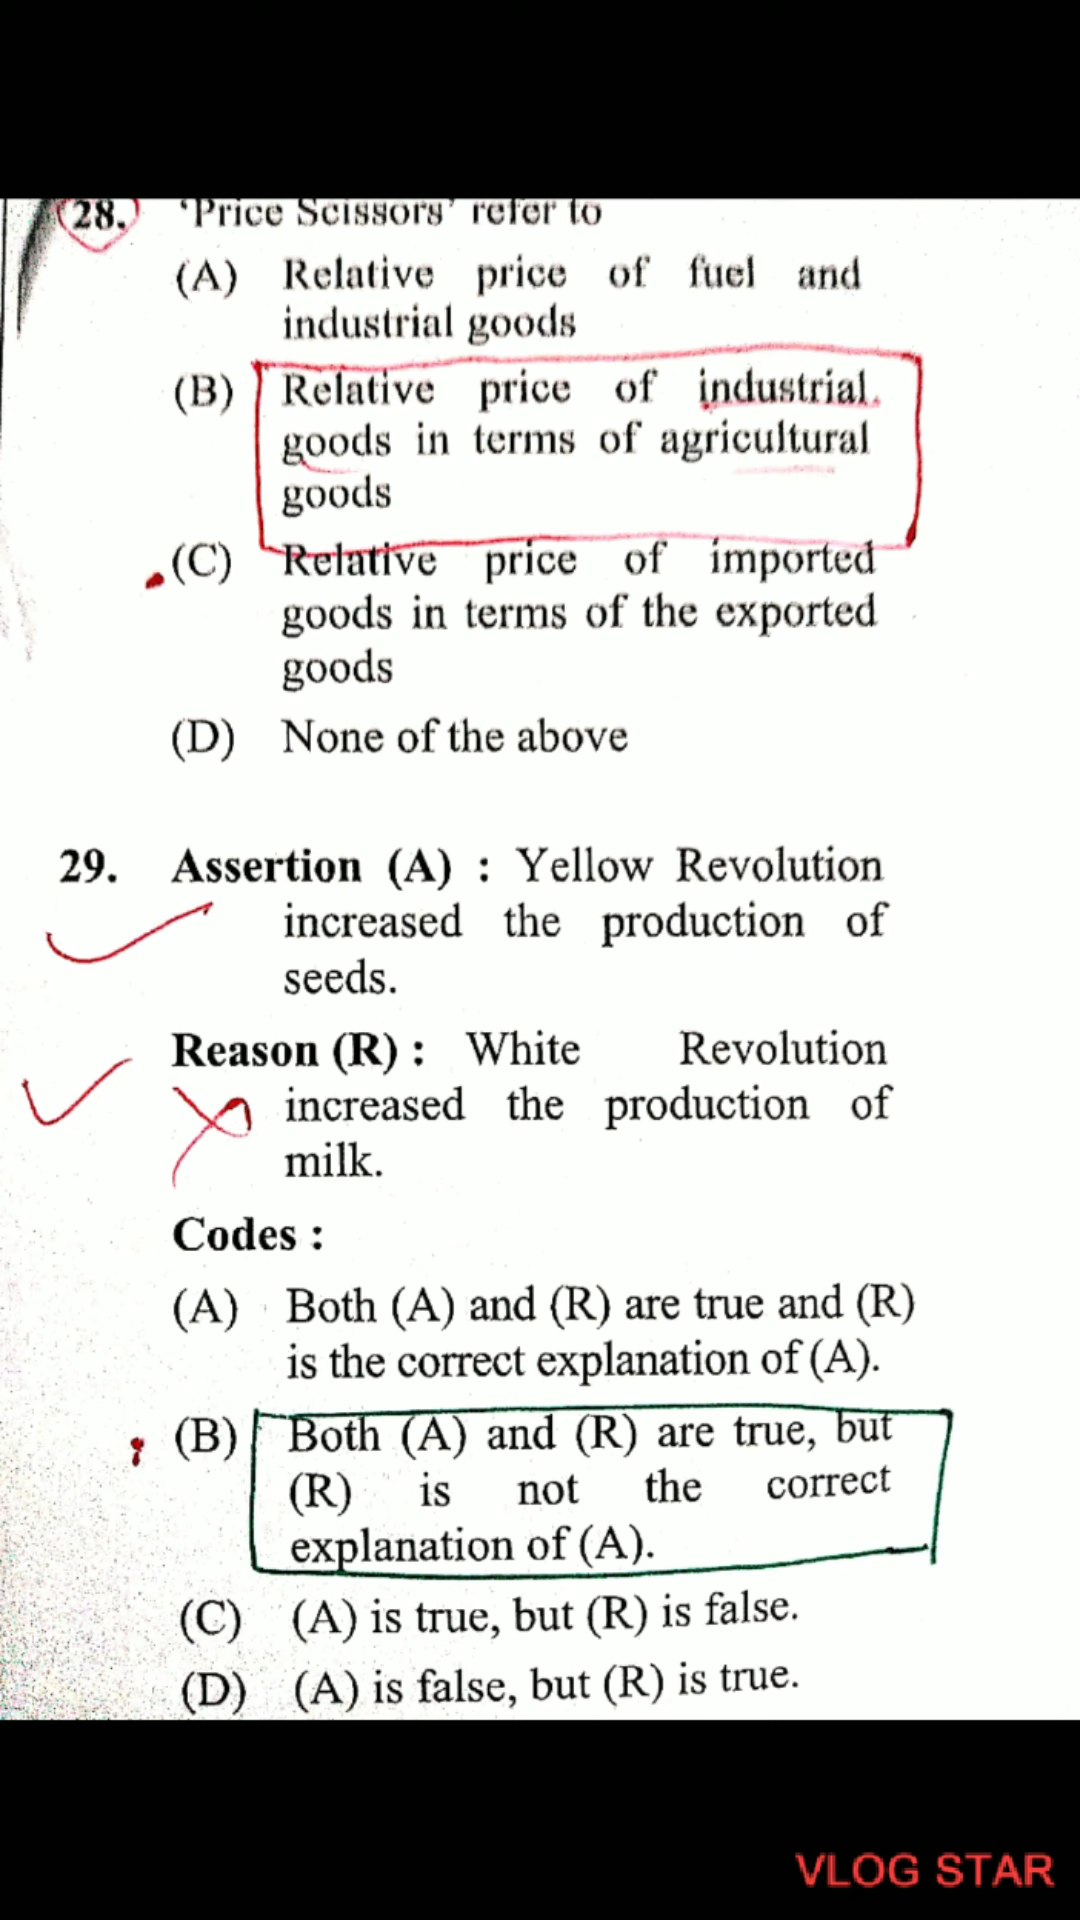 28. 'Price Scissors' refer to
(A) Relative price of fuel and
industrial goods
(B) Relative price of industrial
goods in terms of agricultural
goods
(C) Relative price of imported
goods in terms of the exported
goods
(D) None of the above
29. Assertion (A) : Yellow Revolution
increased the production of
seeds.
Reason (R) : White Revolution
increased the production of
milk.
Codes :
(A) Both (A) and (R) are true and (R)
is the correct explanation of (A).
(B) Both (A) and (R) are true, but
(R) is not the correct
explanation of (A).
(C) (A) is true, but (R) is false.
(D) (A) is false, but (R) is true.
VLOG STAR